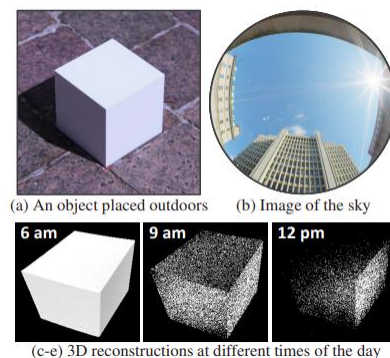 (a) An object placed outdoors
(b) Image of the sky
6 am
9 am
12 pm
(c-e) 3D reconstructions at different times of the day